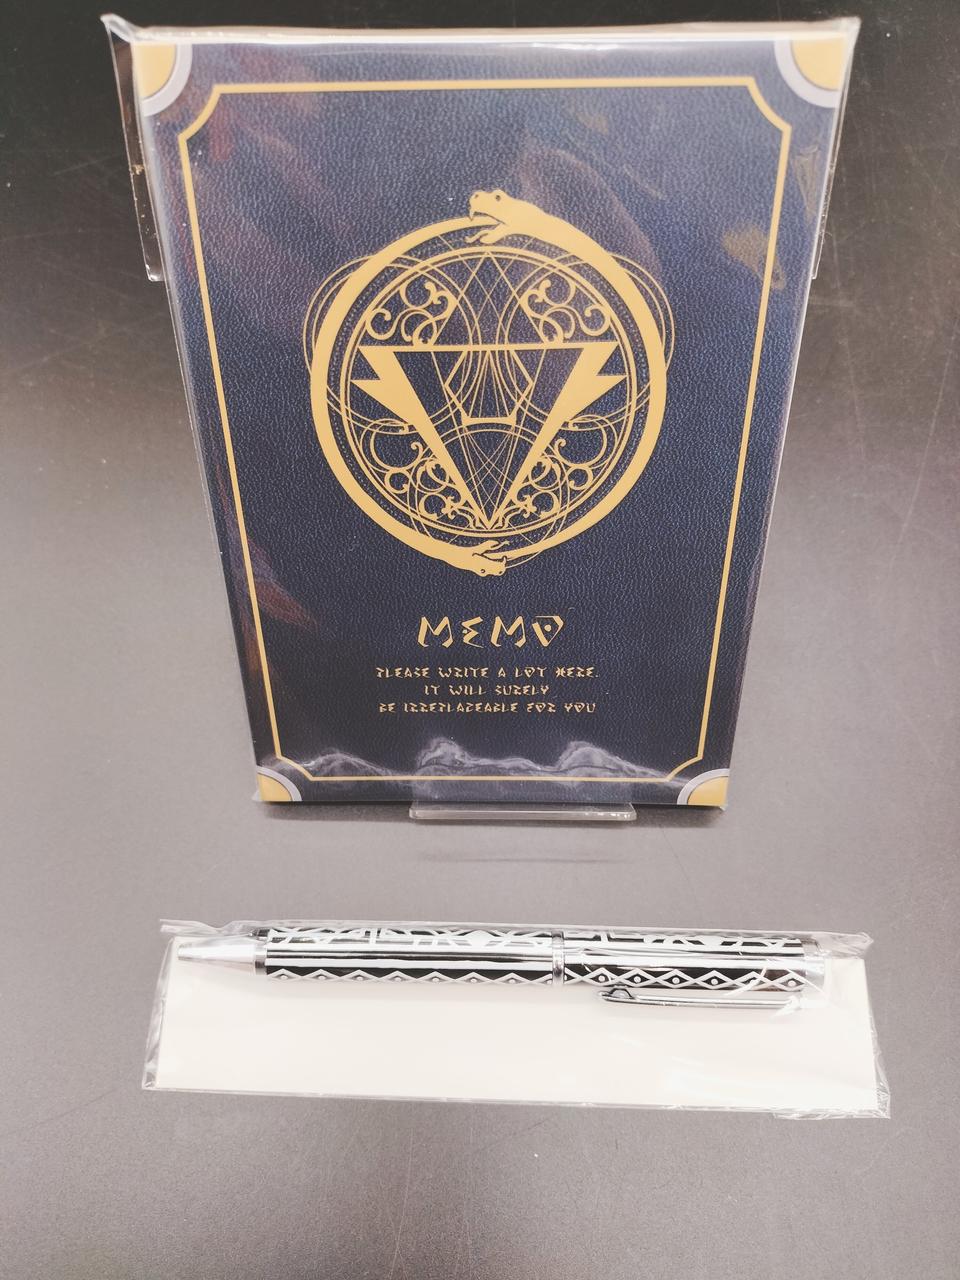 MEMO
PLEASE WRITE A LOT HERE.
IT WILL SURELY
BE IRREPLACEABLE FOR YOU